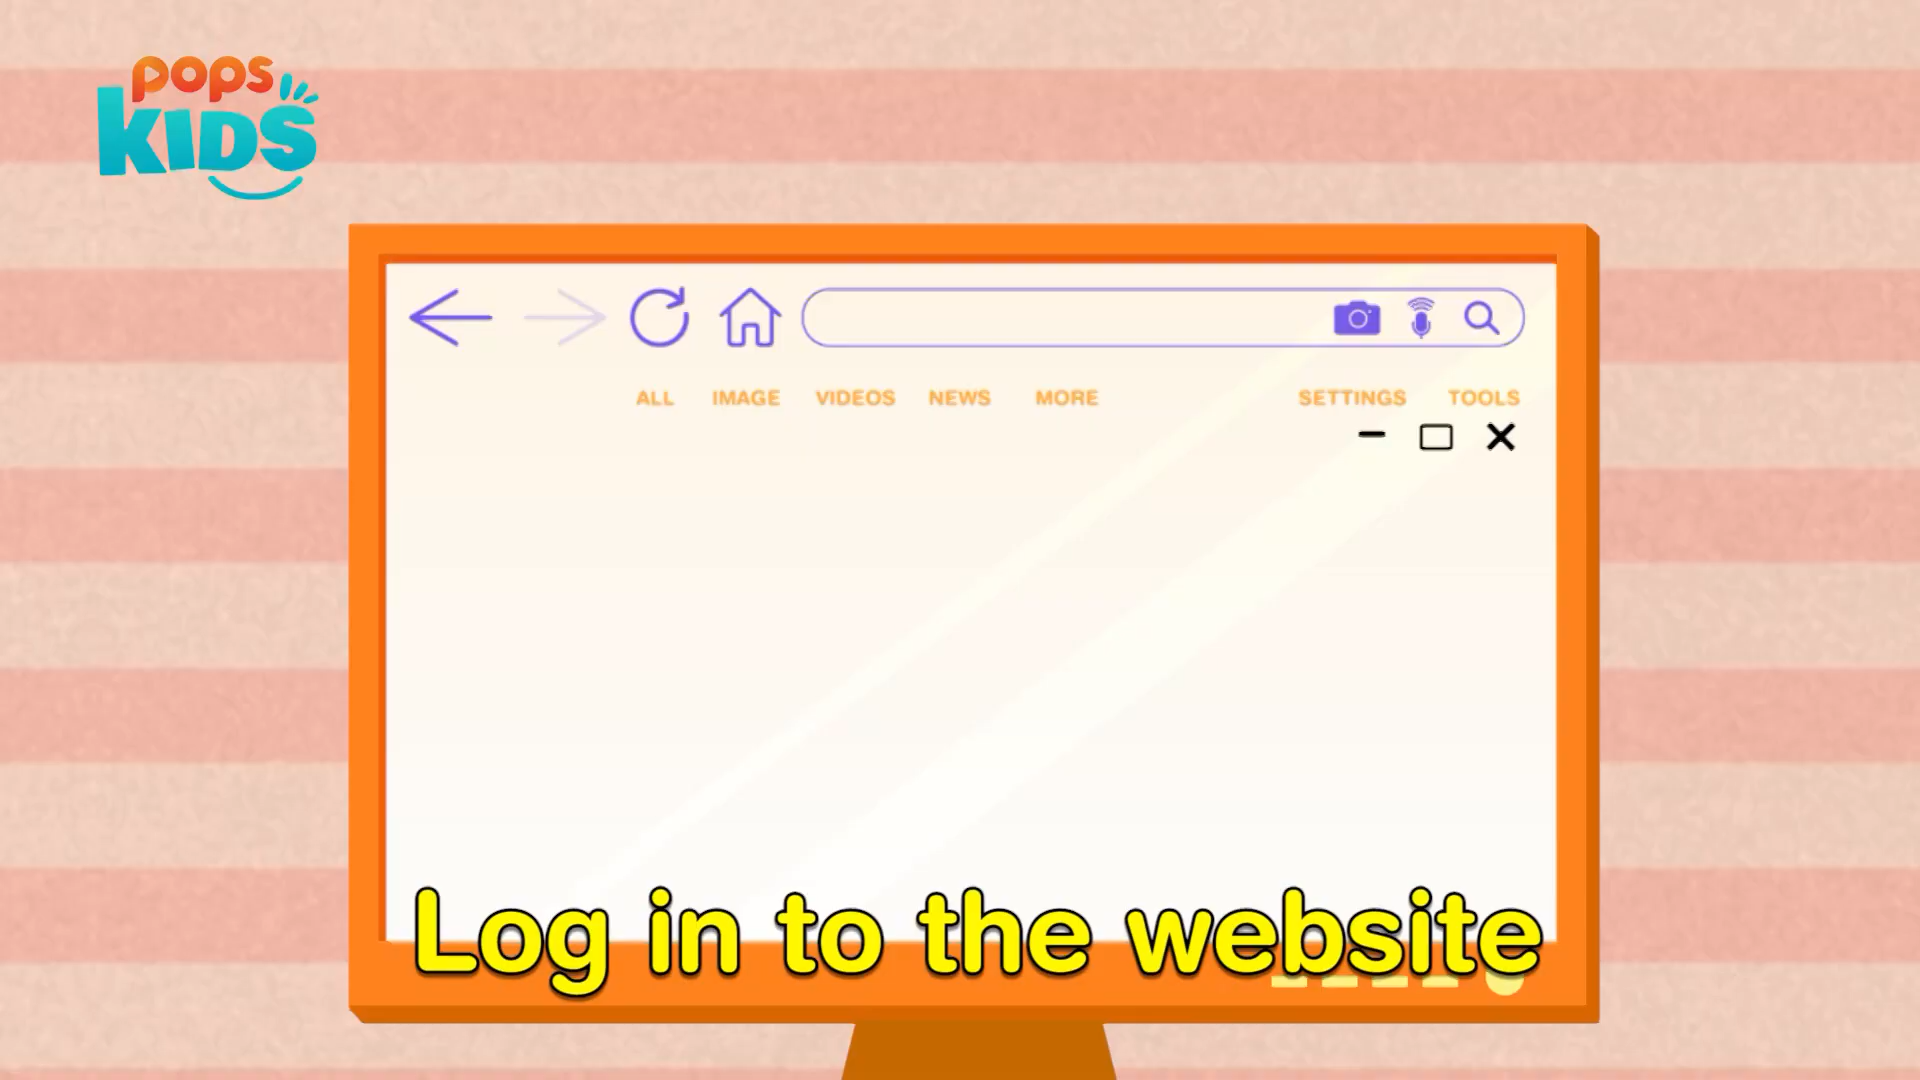 pops
KIDS
ALL IMAGE VIDEOS NEWS MORE SETTINGS TOOLS
Log in to the website